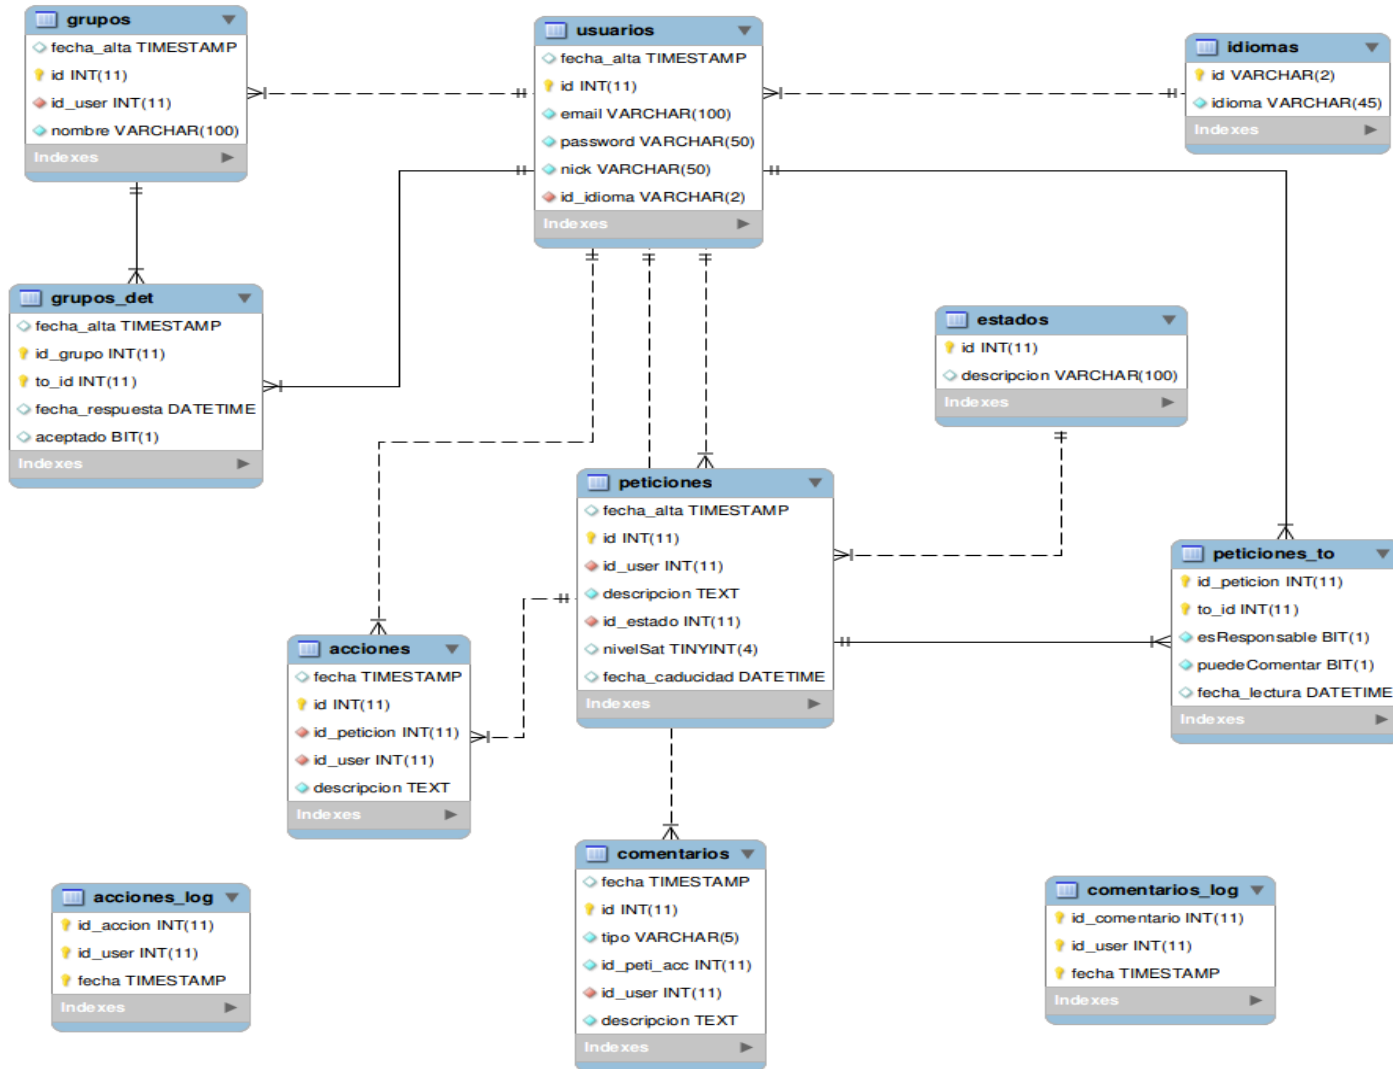 grupos
fecha_alta TIMESTAMP
id INT(11)
id_user INT(11)
nombre VARCHAR(100)
Indexes
usuarios
fecha_alta TIMESTAMP
id INT(11)
email VARCHAR(100)
password VARCHAR(50)
nick VARCHAR(50)
id_idioma VARCHAR(2)
Indexes
idiomas
id VARCHAR(2)
idioma VARCHAR(45)
Indexes
grupos_det
fecha_alta TIMESTAMP
id_grupo INT(11)
to_id INT(11)
fecha_respuesta DATETIME
aceptado BIT(1)
Indexes
estados
id INT(11)
descripcion VARCHAR(100)
Indexes
peticiones
fecha_alta TIMESTAMP
id INT(11)
id_user INT(11)
descripcion TEXT
id_estado INT(11)
nivelSat TINYINT(4)
fecha_caducidad DATETIME
Indexes
peticiones_to
id_peticion INT(11)
to_id INT(11)
esResponsable BIT(1)
puedeComentar BIT(1)
fecha_lectura DATETIME
Indexes
acciones
fecha TIMESTAMP
id INT(11)
id_peticion INT(11)
id_user INT(11)
descripcion TEXT
Indexes
comentarios
fecha TIMESTAMP
id INT(11)
tipo VARCHAR(5)
id_peti_acc INT(11)
id_user INT(11)
descripcion TEXT
Indexes
acciones_log
id_accion INT(11)
id_user INT(11)
fecha TIMESTAMP
Indexes
comentarios_log
id_comentario INT(11)
id_user INT(11)
fecha TIMESTAMP
Indexes